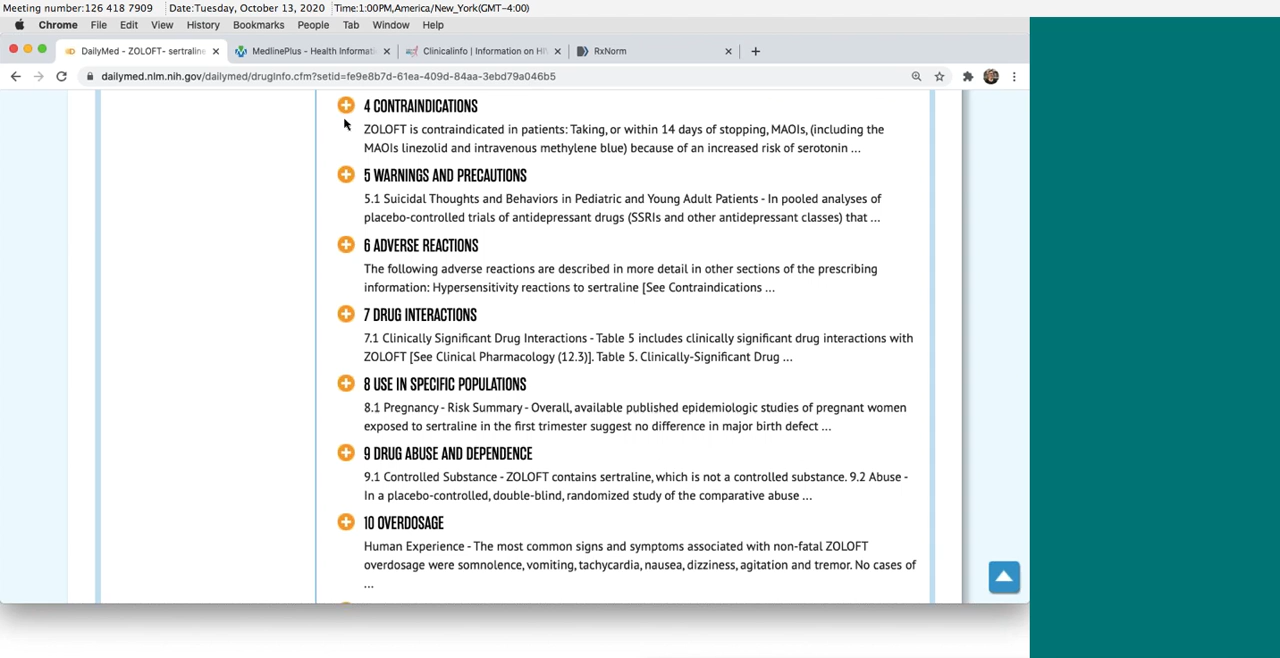 Meeting number:126 418 7909 Date:Tuesday, October 13, 2020 Time:1:00PM,America/New_York(GMT-4:00)
Chrome File Edit View History Bookmarks People Tab Window Help
DailyMed - ZOLOFT- sertraline MedlinePlus - Health Informati Clinicalinfo | Information on HI RxNorm
dailymed.nlm.nih.gov/dailymed/drugInfo.cfm?setid=fe9e8b7d-61ea-409d-84aa-3ebd79a046b5
4 CONTRAINDICATIONS
ZOLOFT is contraindicated in patients: Taking, or within 14 days of stopping, MAOIs, (including the
MAOIs linezolid and intravenous methylene blue) because of an increased risk of serotonin ...
5 WARNINGS AND PRECAUTIONS
5.1 Suicidal Thoughts and Behaviors in Pediatric and Young Adult Patients - In pooled analyses of
placebo-controlled trials of antidepressant drugs (SSRIs and other antidepressant classes) that ...
6 ADVERSE REACTIONS
The following adverse reactions are described in more detail in other sections of the prescribing
information: Hypersensitivity reactions to sertraline [See Contraindications ...
7 DRUG INTERACTIONS
7.1 Clinically Significant Drug Interactions - Table 5 includes clinically significant drug interactions with
ZOLOFT [See Clinical Pharmacology (12.3)]. Table 5. Clinically-Significant Drug ...
8 USE IN SPECIFIC POPULATIONS
8.1 Pregnancy - Risk Summary - Overall, available published epidemiologic studies of pregnant women
exposed to sertraline in the first trimester suggest no difference in major birth defect ...
9 DRUG ABUSE AND DEPENDENCE
9.1 Controlled Substance - ZOLOFT contains sertraline, which is not a controlled substance. 9.2 Abuse -
In a placebo-controlled, double-blind, randomized study of the comparative abuse ...
10 OVERDOSAGE
Human Experience - The most common signs and symptoms associated with non-fatal ZOLOFT
overdosage were somnolence, vomiting, tachycardia, nausea, dizziness, agitation and tremor. No cases of
...